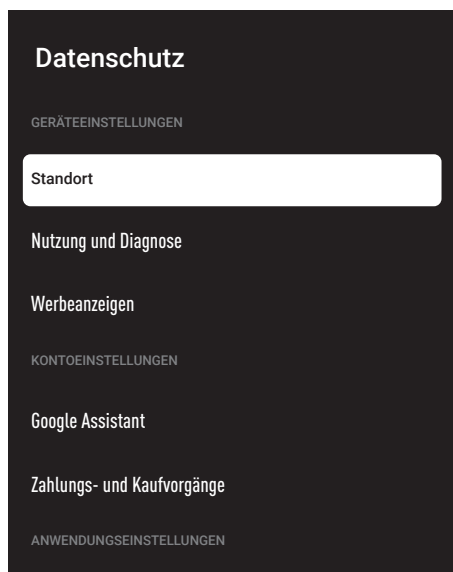 Datenschutz
GERÄTEEINSTELLUNGEN
Standort
Nutzung und Diagnose
Werbeanzeigen
KONTOEINSTELLUNGEN
Google Assistant
Zahlungs- und Kaufvorgänge
ANWENDUNGSEINSTELLUNGEN